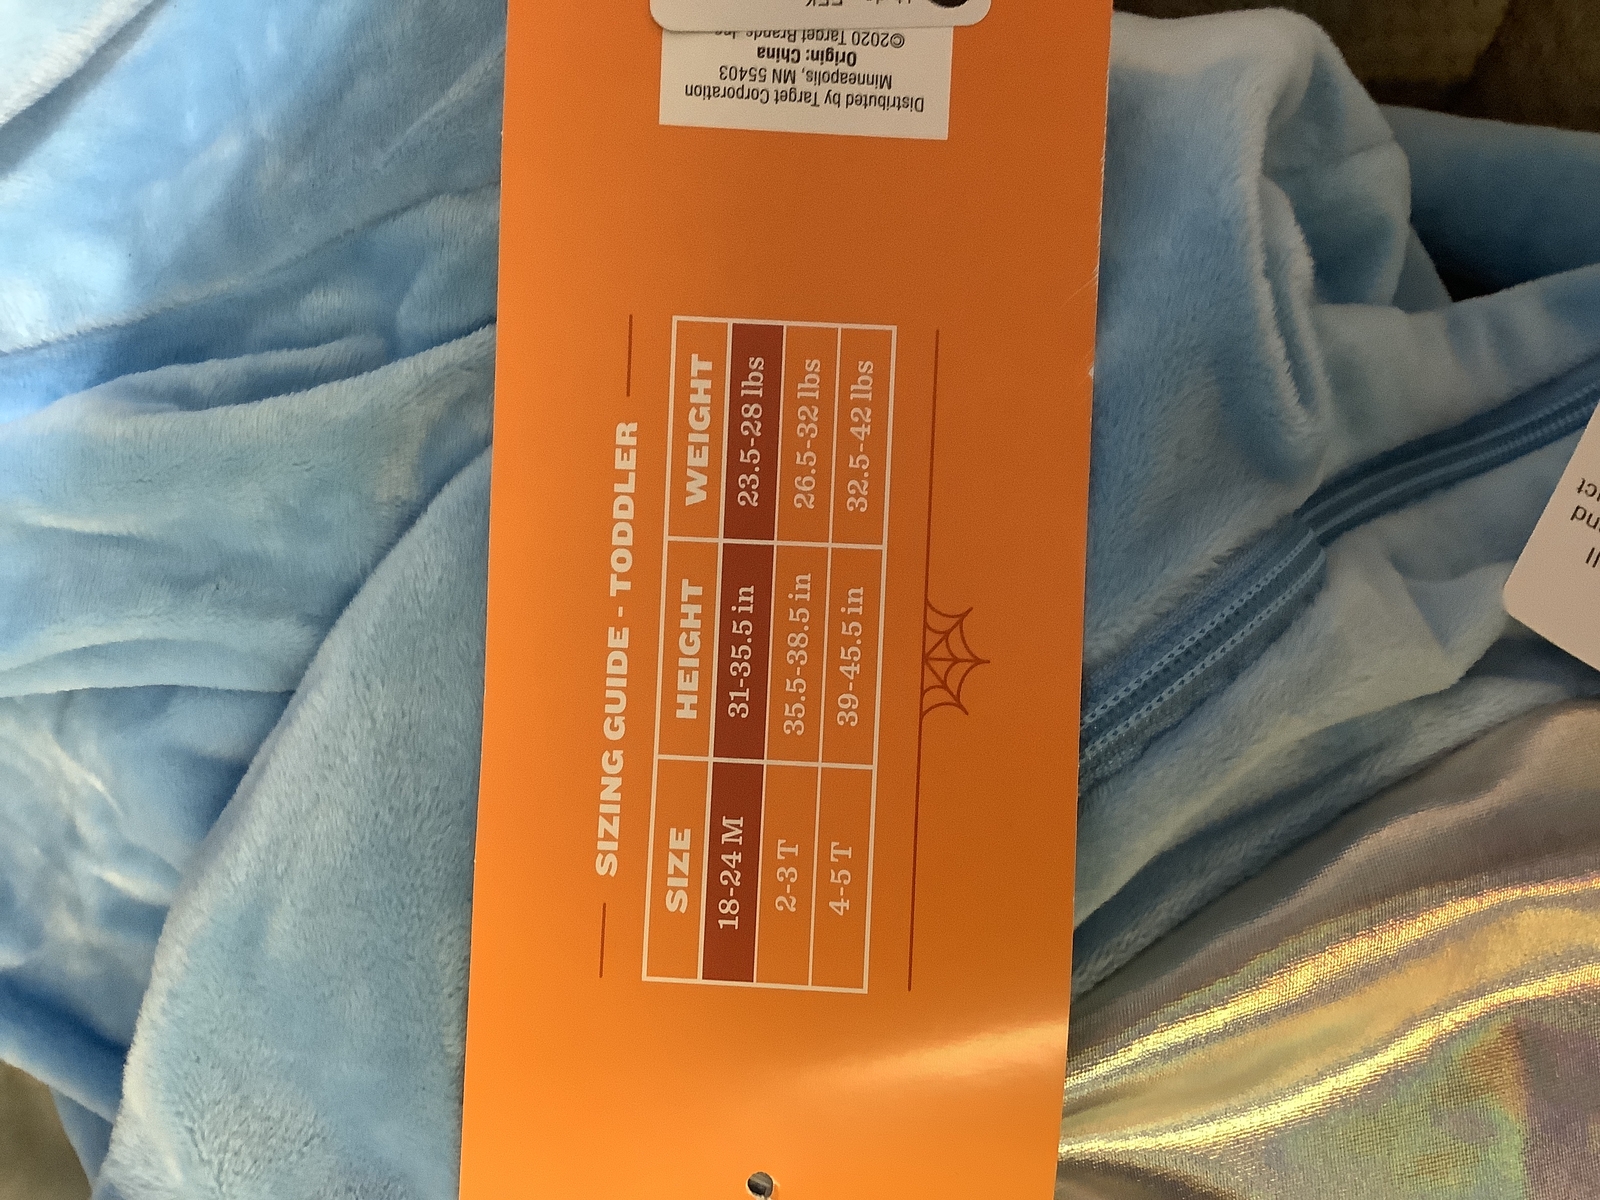 SIZING GUIDE - TODDLER
SIZE HEIGHT WEIGHT
18-24 M 31-35.5 in 23.5-28 lbs
2-3 T 35.5-38.5 in 26.5-32 lbs
4-5 T 39-45.5 in 32.5-42 lbs
Distributed by Target Corporation
Minneapolis, MN 55403
Origin: China
©2020 Target Brands, Inc.